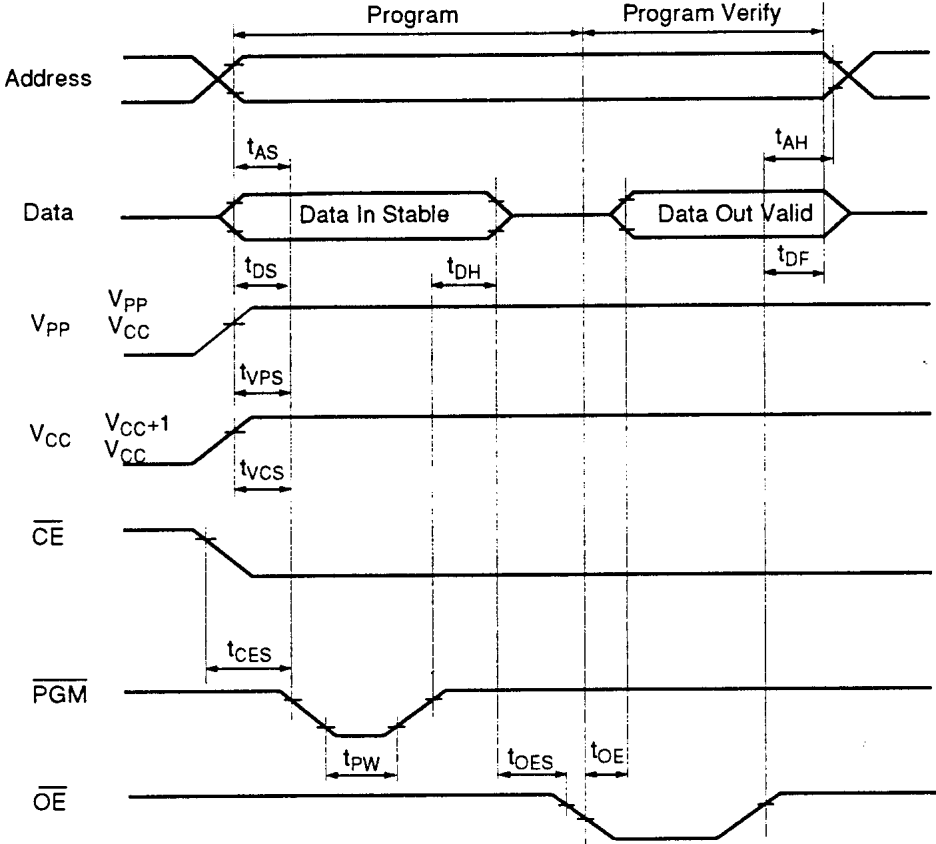 Program
Program Verify
Address
tAS
tAH
Data
Data In Stable
Data Out Valid
tDS
tDH
tDF
VPP
VPP
VCC
tVPS
VCC
VCC+1
VCC
tVCS
CE
tCES
PGM
tPW
tOES
tOE
OE